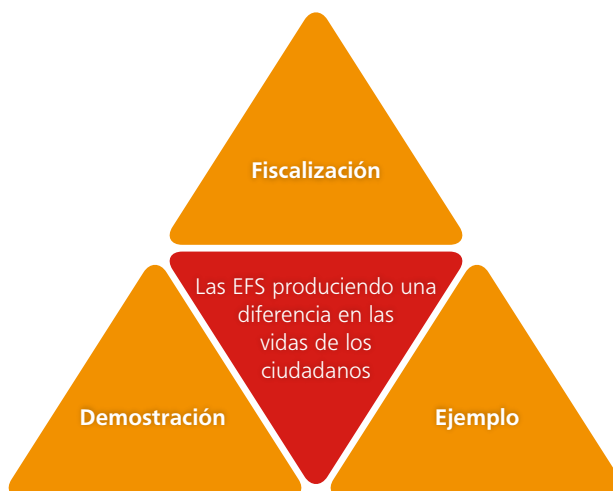 Fiscalización
Las EFS produciendo una
diferencia en las
vidas de los
ciudadanos
Demostración
Ejemplo